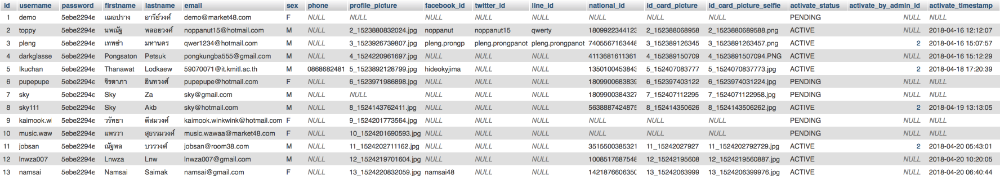 id username password firstname lastname email sex phone profile_picture facebook_id twitter_id line_id national_id id_card_picture id_card_picture_selfie activate_status activate_by_admin_id activate_timestamp
1 demo 5ebe2294e เฌอปราง อารีย์วงศ์ demo@market48.com F NULL NULL NULL NULL NULL NULL NULL NULL PENDING NULL NULL
2 toppy 5ebe2294e นพณัฐ พลอยวงศ์ noppanut15@hotmail.com M NULL 2_1523880832024.jpg noppanut noppanut15 qwerty 1809922344123 2_152388068958 2_1523880689588.png ACTIVE NULL 2018-04-16 12:12:07
3 pleng 5ebe2294e เทพซ่า มหานคร qwer1234@hotmail.com M NULL 3_1523926739807.jpg pleng.prongp pleng.prongpanot pleng.prongpanot 7405567163448 3_152389126345 3_1523891263457.png ACTIVE 2 2018-04-16 15:07:57
4 darkglasse 5ebe2294e Pongsaton Petsuk pongkungba555@gmail.com M NULL 4_1524220961697.jpg NULL NULL NULL 4113681611361 4_152389150709 4_1523891507094.PNG ACTIVE NULL 2018-04-16 15:12:29
5 Ikuchan 5ebe2294e Thanawat Lodkaew 59070071@it.kmitl.ac.th M 0868682481 5_1523892128799.jpg hideokyjima NULL NULL 1350100453843 5_152407083777 5_1524070837773.jpg ACTIVE 2 2018-04-18 17:20:39
6 pupepupe 5ebe2294e จิรดาภา อินทวงศ์ pupepupe@hotmail.com F NULL 6_1523971986898.jpg NULL NULL NULL 1809900683839 6_152397403122 6_1523974031224.jpg PENDING NULL NULL
7 sky 5ebe2294e Sky Za sky@gmail.com M NULL NULL NULL NULL NULL 1809900384327 7_152407112295 7_1524071122958.jpg PENDING NULL NULL
8 sky111 5ebe2294e Sky Akb sky@hotmail.com M NULL 8_1524143762411.jpg NULL NULL NULL 5638887424875 8_152414350626 8_1524143506262.jpg ACTIVE 2 2018-04-19 13:13:05
9 kaimook.wi 5ebe2294e วรัทยา ดีสมวงศ์ kaimook.winkwink@hotmail.com F NULL 9_1524201773564.jpg NULL NULL NULL NULL NULL NULL PENDING NULL NULL
10 music.waw 5ebe2294e แพรวา สุธรรมวงศ์ music.wawaa@market48.com F NULL 10_1524201690593.jpg NULL NULL NULL NULL NULL NULL PENDING NULL NULL
11 jobsan 5ebe2294e ณัฐพล บวรวงศ์ jobsan@room38.com M NULL 11_1524202711162.jpg NULL NULL NULL 3515500385321 11_15242027927 11_1524202792729.jpg ACTIVE 2 2018-04-20 05:43:01
12 lnwza007 5ebe2294e Lnwza Lnw lnwza007@gmail.com M NULL 12_1524219701604.jpg NULL NULL NULL 1008517687548 12_15242195608 12_1524219560887.jpg ACTIVE NULL 2018-04-20 10:20:05
13 namsai 5ebe2294e Namsai Saimak namsai@gmail.com F NULL 13_1524220832059.jpg namsai48 NULL NULL 1421876606350 13_15242063999 13_1524206399976.jpg ACTIVE NULL 2018-04-20 06:40:44